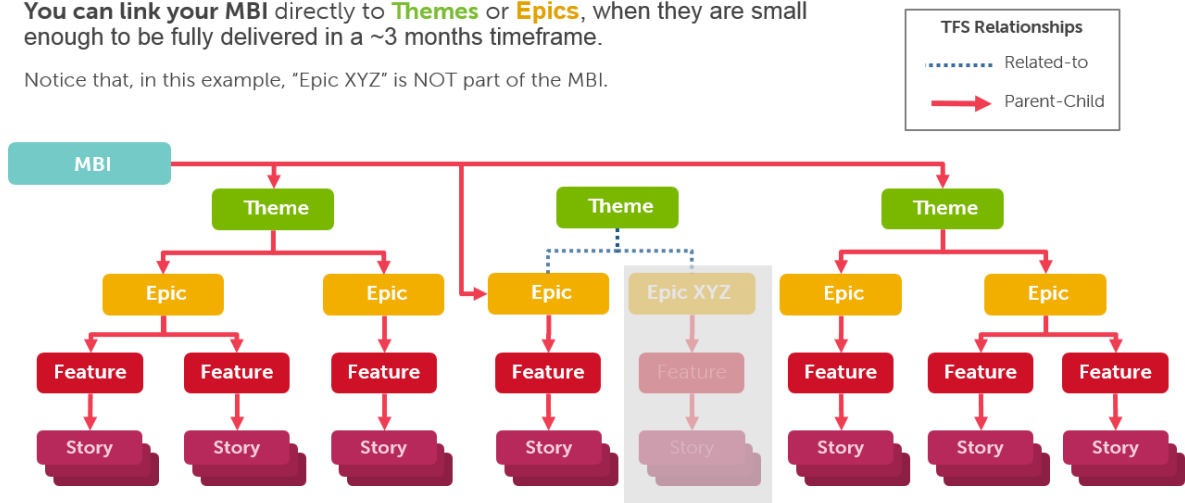 You can link your MBI directly to Themes or Epics, when they are small
enough to be fully delivered in a ~3 months timeframe.
Notice that, in this example, “Epic XYZ” is NOT part of the MBI.
TFS Relationships
Related-to
Parent-Child
MBI
Theme
Theme
Theme
Epic
Epic
Epic
Epic XYZ
Epic
Epic
Feature
Feature
Feature
Feature
Feature
Feature
Feature
Feature
Story
Story
Story
Story
Story
Story
Story
Story